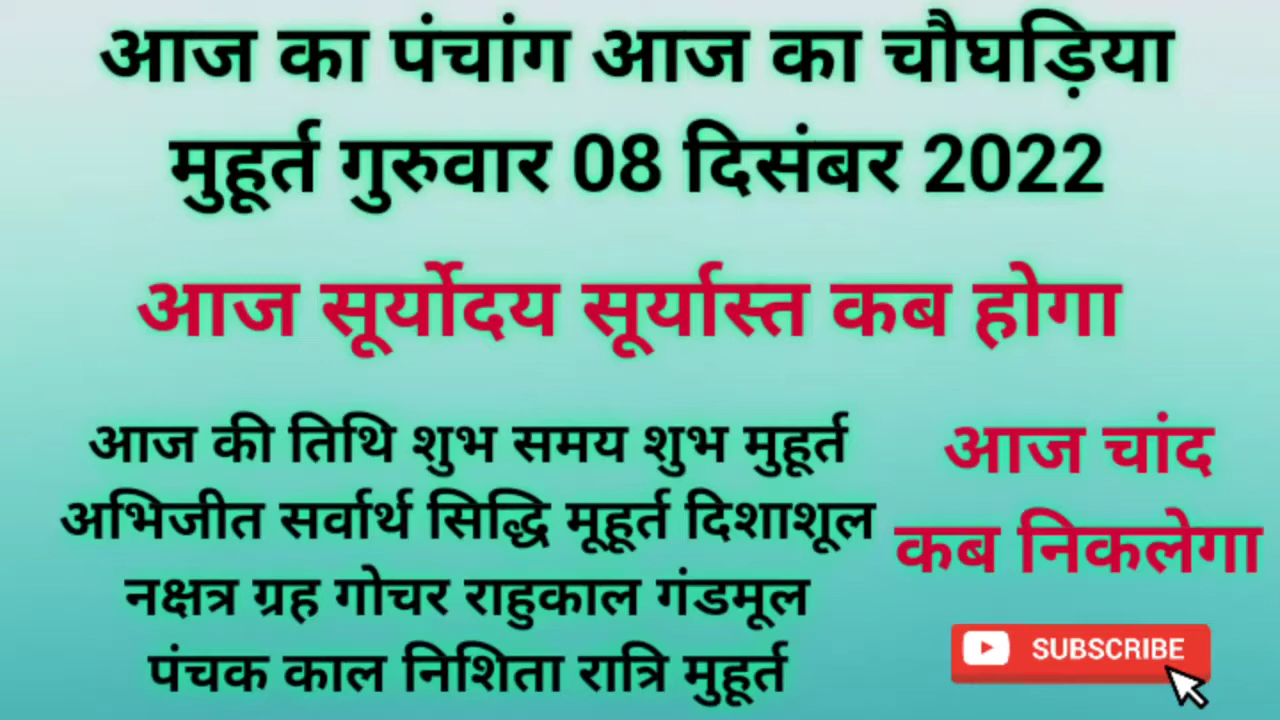 आज का पंचांग आज का चौघड़िया
मुहूर्त गुरुवार 08 दिसंबर 2022
आज सूर्योदय सूर्यास्त कब होगा
आज की तिथि शुभ समय शुभ मुहूर्त
अभिजीत सर्वार्थ सिद्धि मूहूर्त दिशाशूल
नक्षत्र ग्रह गोचर राहुकाल गंडमूल
पंचक काल निशिता रात्रि मुहूर्त
आज चांद
कब निकलेगा
SUBSCRIBE